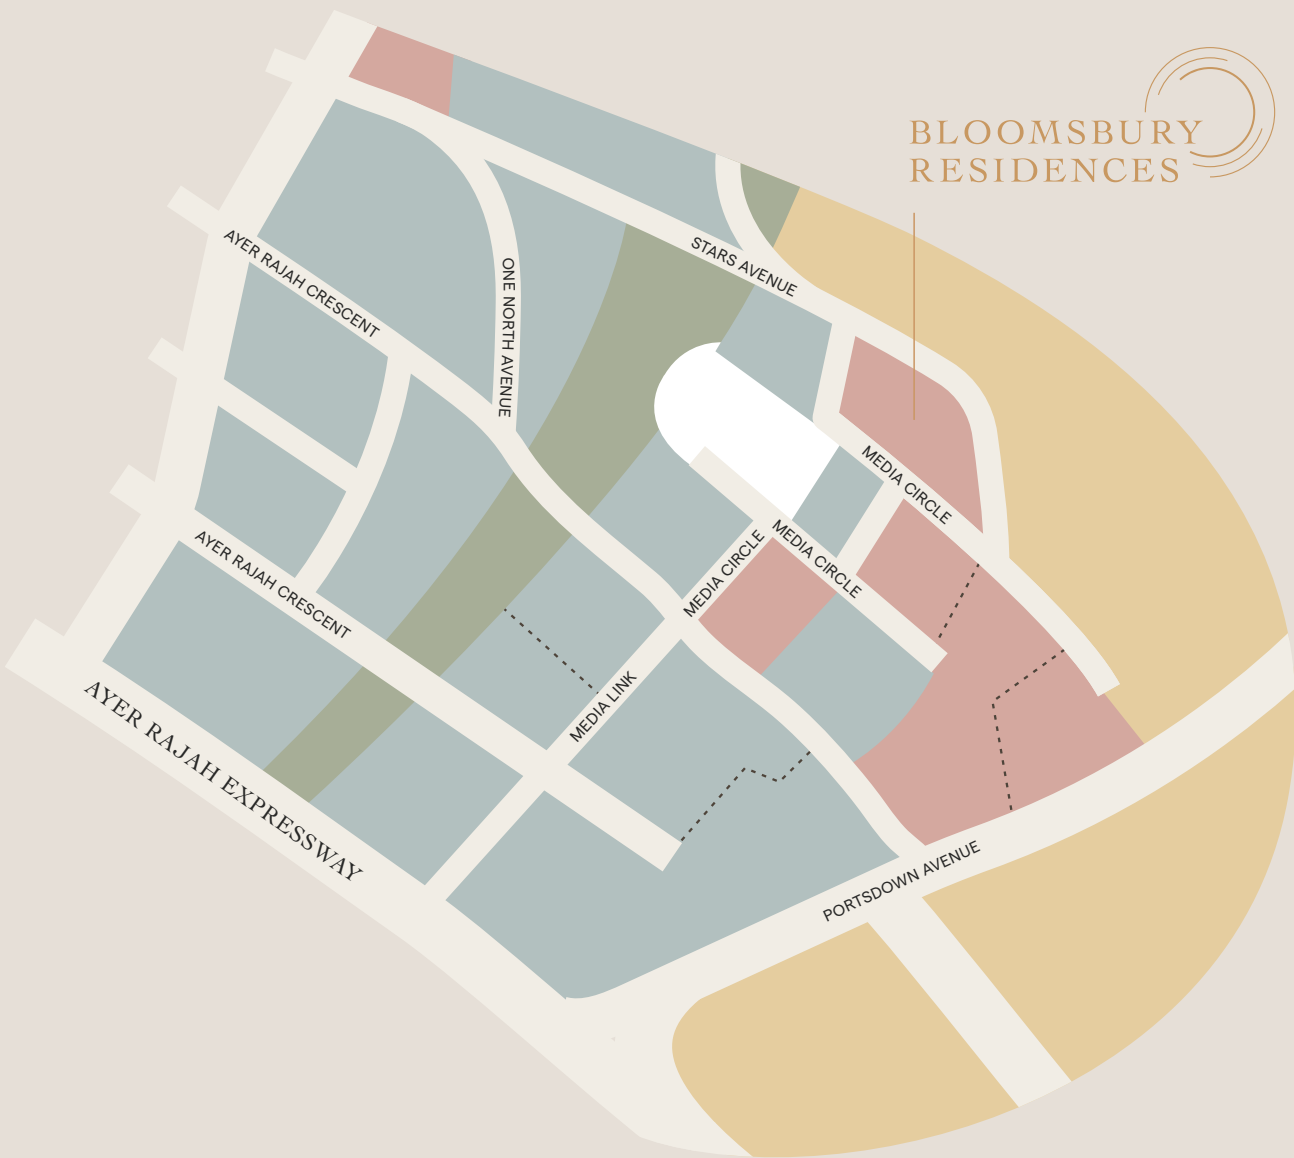 BLOOMSBURY
RESIDENCES
STARS AVENUE
AYER RAJAH CRESCENT
ONE NORTH AVENUE
MEDIA CIRCLE
MEDIA CIRCLE
MEDIA CIRCLE
AYER RAJAH CRESCENT
MEDIA LINK
AYER RAJAH EXPRESSWAY
PORTSDOWN AVENUE